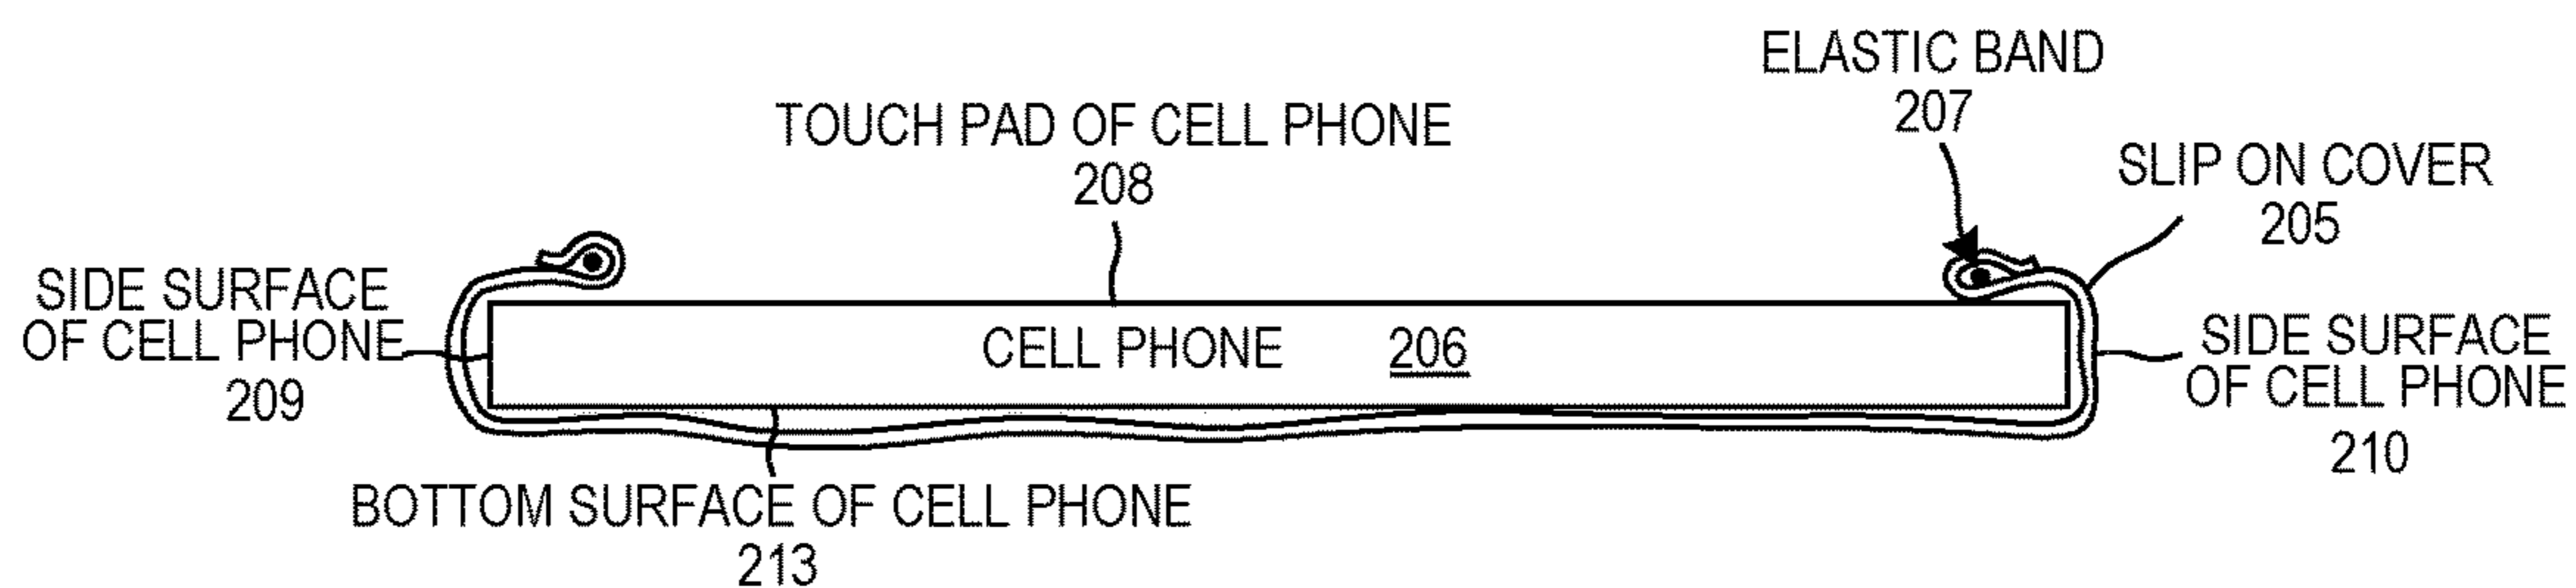 ELASTIC BAND
207
TOUCH PAD OF CELL PHONE
208
SLIP ON COVER
205
SIDE SURFACE
OF CELL PHONE
209
CELL PHONE 206
SIDE SURFACE
OF CELL PHONE
210
BOTTOM SURFACE OF CELL PHONE
213